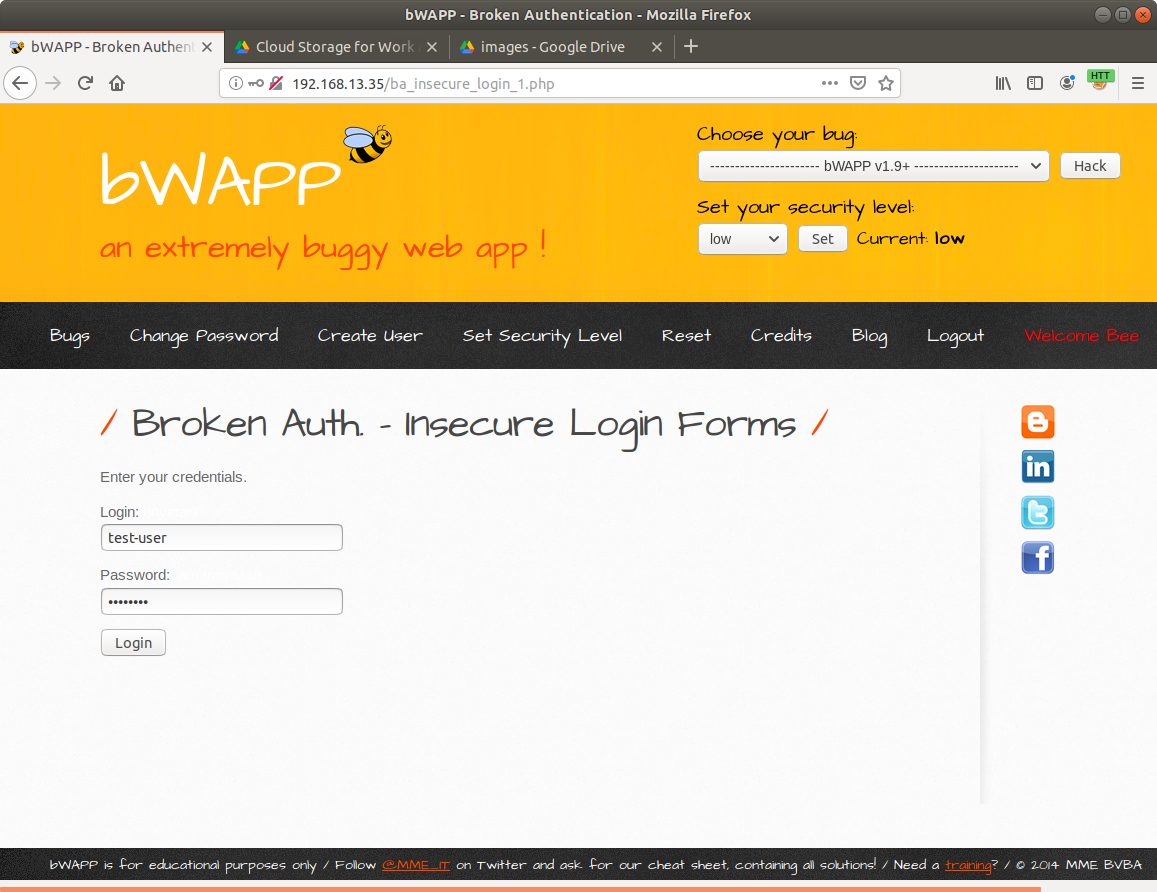 bWAPP - Broken Authentication - Mozilla Firefox
bWAPP - Broken Authent
Cloud Storage for Work
images - Google Drive
192.168.13.35/ba_insecure_login_1.php
HTT
bWAPP
an extremely buggy web app !
Choose your bug:
---------------------- bWAPP v1.9+ ---------------------
Hack
Set your security level:
low
Set
Current: low
Bugs
Change Password
Create User
Set Security Level
Reset
Credits
Blog
Logout
Welcome Bee
/ Broken Auth. - Insecure Login Forms /
Enter your credentials.
Login:
test-user
Password:
••••••••
Login
bWAPP is for educational purposes only / Follow @MME_IT on Twitter and ask for our cheat sheet, containing all solutions! / Need a training? / © 2014 MME BVBA